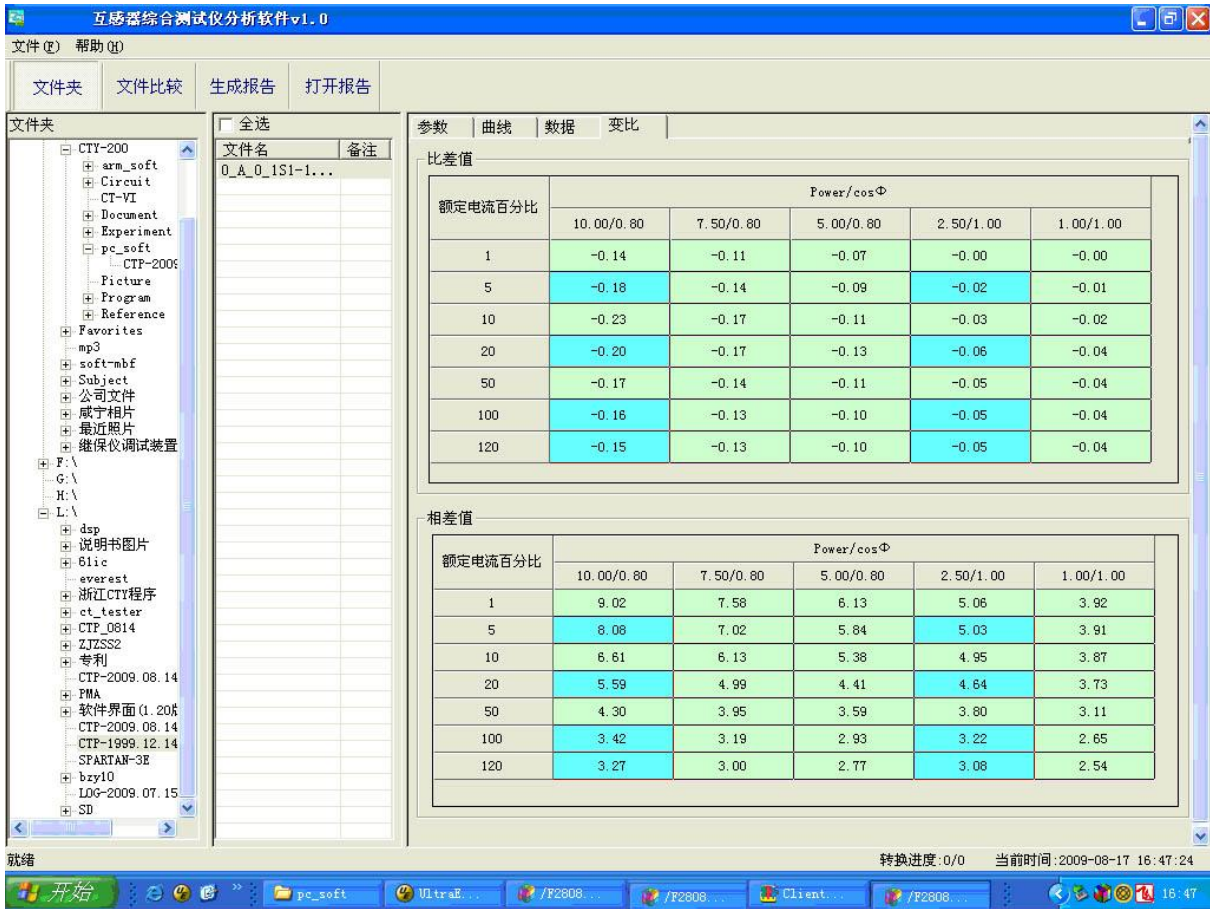 互感器综合测试仪分析软件v1.0
文件(F) 帮助(H)
文件夹 文件比较 生成报告 打开报告
文件夹
CTY-200
arm_soft
Circuit
CT-VI
Document
Experiment
pc_soft
CTP-2009
Picture
Program
Reference
Favorites
mp3
soft-mbf
Subject
公司文件
咸宁相片
最近照片
继保仪调试装置
F:\
G:\
H:\
L:\
dsp
说明书图片
61ic
everest
浙江CTY程序
ct_tester
CTP_0814
ZJZSS2
专利
CTP-2009.08.14
PMA
软件界面(1.20版
CTP-2009.08.14
CTP-1999.12.14
SPARTAN-3E
bzy10
LOG-2009.07.15
SD
全选
文件名 备注
0_A_0_1S1-1...
参数 曲线 数据 变比
比差值
额定电流百分比 Power/cosΦ
10.00/0.80 7.50/0.80 5.00/0.80 2.50/1.00 1.00/1.00
1 -0.14 -0.11 -0.07 -0.00 -0.00
5 -0.18 -0.14 -0.09 -0.02 -0.01
10 -0.23 -0.17 -0.11 -0.03 -0.02
20 -0.20 -0.17 -0.13 -0.06 -0.04
50 -0.17 -0.14 -0.11 -0.05 -0.04
100 -0.16 -0.13 -0.10 -0.05 -0.04
120 -0.15 -0.13 -0.10 -0.05 -0.04
相差值
额定电流百分比 Power/cosΦ
10.00/0.80 7.50/0.80 5.00/0.80 2.50/1.00 1.00/1.00
1 9.02 7.58 6.13 5.06 3.92
5 8.08 7.02 5.84 5.03 3.91
10 6.61 6.13 5.38 4.95 3.87
20 5.59 4.99 4.41 4.64 3.73
50 4.30 3.95 3.59 3.80 3.11
100 3.42 3.19 2.93 3.22 2.65
120 3.27 3.00 2.77 3.08 2.54
就绪 转换进度:0/0 当前时间:2009-08-17 16:47:24
开始 pc_soft UltraE... /F2808... /F2808... Client... /F2808... 16:47